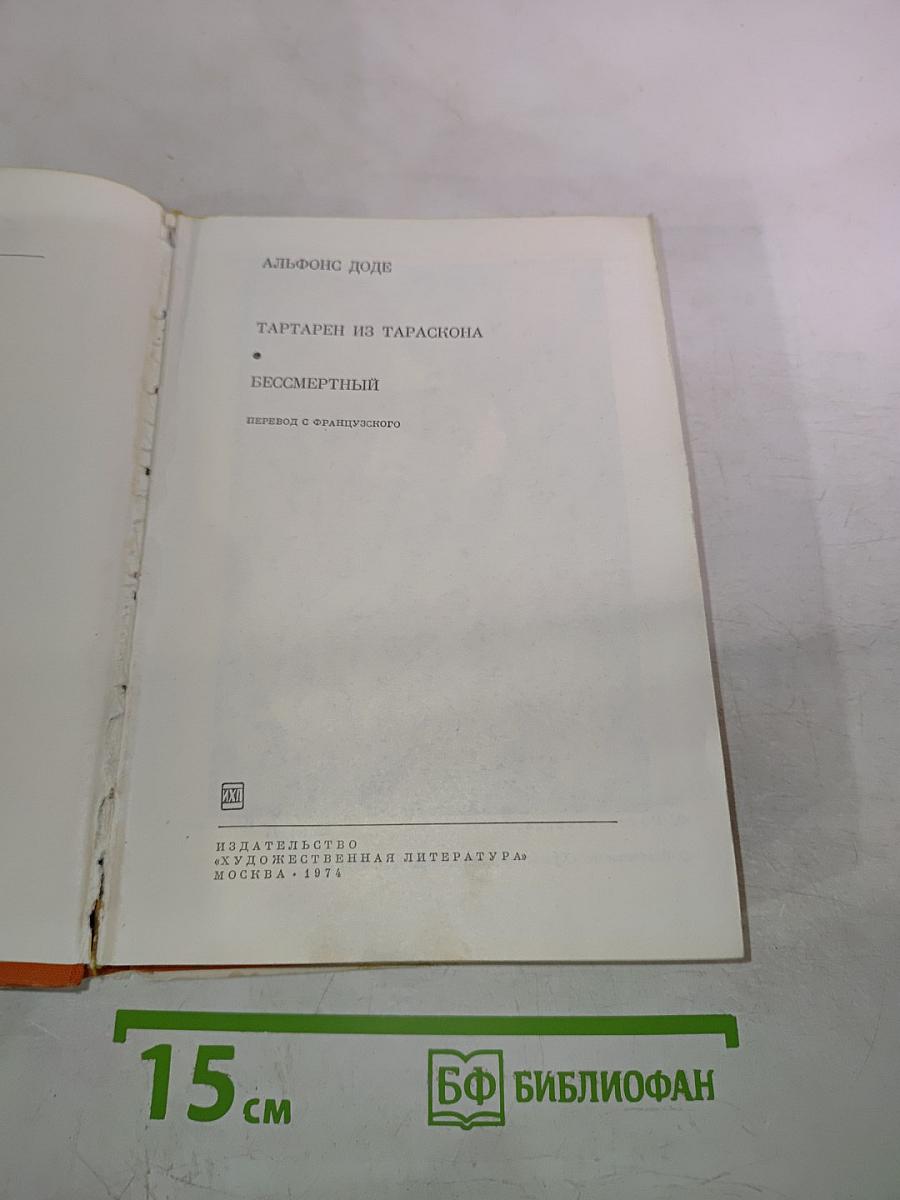 АЛЬФОНС ДОДЕ
ТАРТАРЕН ИЗ ТАРАСКОНА
•
БЕССМЕРТНЫЙ
ПЕРЕВОД С ФРАНЦУЗСКОГО
ИХЛ
ИЗДАТЕЛЬСТВО
«ХУДОЖЕСТВЕННАЯ ЛИТЕРАТУРА»
МОСКВА • 1974
15 см
БФ БИБЛИОФАН